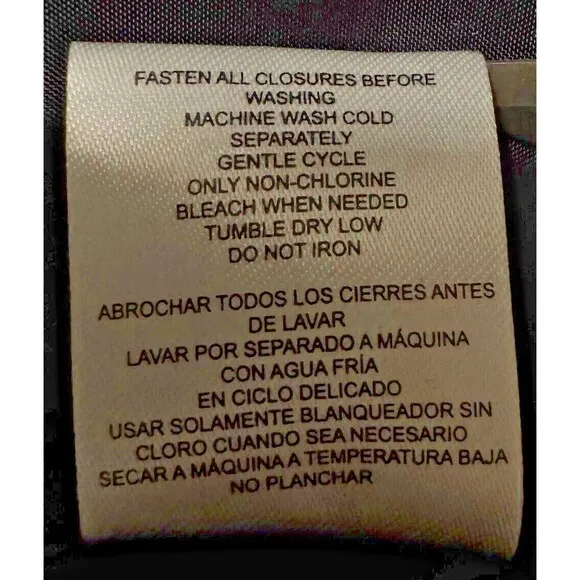 FASTEN ALL CLOSURES BEFORE
WASHING
MACHINE WASH COLD
SEPARATELY
GENTLE CYCLE
ONLY NON-CHLORINE
BLEACH WHEN NEEDED
TUMBLE DRY LOW
DO NOT IRON
ABROCHAR TODOS LOS CIERRES ANTES
DE LAVAR
LAVAR POR SEPARADO A MÁQUINA
CON AGUA FRÍA
EN CICLO DELICADO
USAR SOLAMENTE BLANQUEADOR SIN
CLORO CUANDO SEA NECESARIO
SECAR A MÁQUINA A TEMPERATURA BAJA
NO PLANCHAR